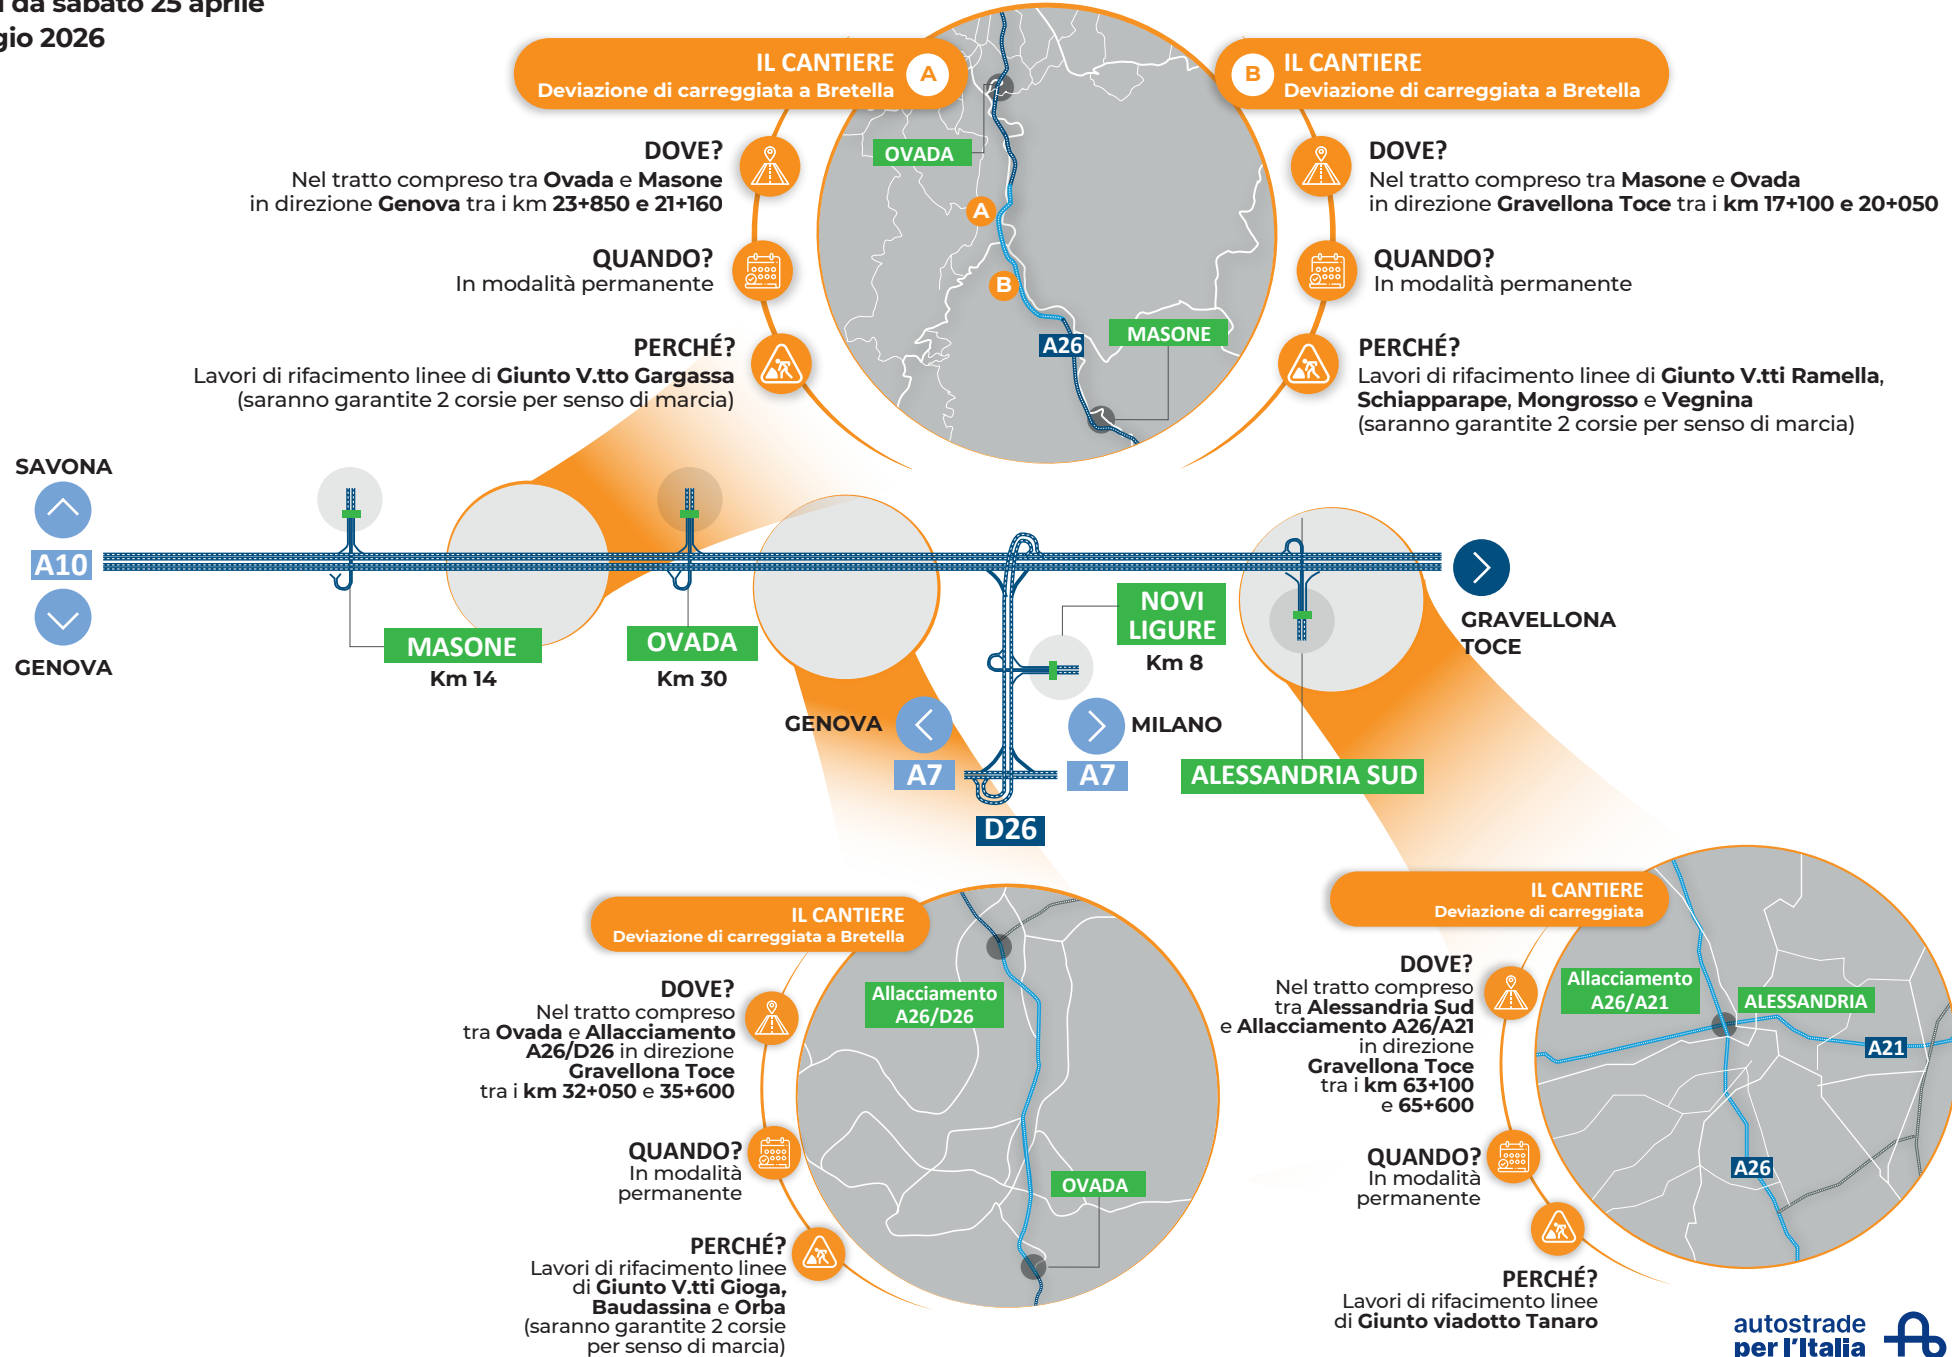 da sabato 25 aprile
gio 2026
IL CANTIERE
Deviazione di carreggiata a Bretella
A
DOVE?
Nel tratto compreso tra Ovada e Masone
in direzione Genova tra i km 23+850 e 21+160
QUANDO?
In modalità permanente
PERCHÉ?
Lavori di rifacimento linee di Giunto V.tto Gargassa
(saranno garantite 2 corsie per senso di marcia)
OVADA
A
B
A26
MASONE
B
IL CANTIERE
Deviazione di carreggiata a Bretella
DOVE?
Nel tratto compreso tra Masone e Ovada
in direzione Gravellona Toce tra i km 17+100 e 20+050
QUANDO?
In modalità permanente
PERCHÉ?
Lavori di rifacimento linee di Giunto V.tti Ramella,
Schiapparape, Mongrosso e Vegnina
(saranno garantite 2 corsie per senso di marcia)
SAVONA
A10
GENOVA
MASONE
Km 14
OVADA
Km 30
NOVI
LIGURE
Km 8
GENOVA
A7
MILANO
A7
D26
ALESSANDRIA SUD
GRAVELLONA
TOCE
IL CANTIERE
Deviazione di carreggiata a Bretella
DOVE?
Nel tratto compreso
tra Ovada e Allacciamento
A26/D26 in direzione
Gravellona Toce
tra i km 32+050 e 35+600
QUANDO?
In modalità
permanente
PERCHÉ?
Lavori di rifacimento linee
di Giunto V.tti Gioga,
Baudassina e Orba
(saranno garantite 2 corsie
per senso di marcia)
Allacciamento
A26/D26
OVADA
IL CANTIERE
Deviazione di carreggiata
DOVE?
Nel tratto compreso
tra Alessandria Sud
e Allacciamento A26/A21
in direzione
Gravellona Toce
tra i km 63+100
e 65+600
QUANDO?
In modalità
permanente
PERCHÉ?
Lavori di rifacimento linee
di Giunto viadotto Tanaro
Allacciamento
A26/A21
ALESSANDRIA
A21
A26
autostrade
per l'Italia